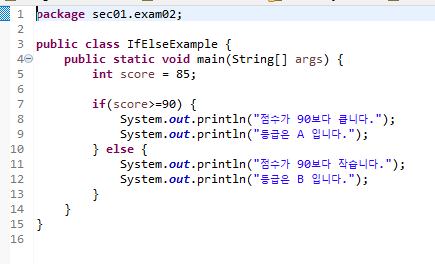 1 package sec01.exam02;
2
3 public class IfElseExample {
4     public static void main(String[] args) {
5         int score = 85;
6
7         if(score>=90) {
8             System.out.println("점수가 90보다 큽니다.");
9             System.out.println("등급은 A 입니다.");
10         } else {
11             System.out.println("점수가 90보다 작습니다.");
12             System.out.println("등급은 B 입니다.");
13         }
14     }
15 }
16